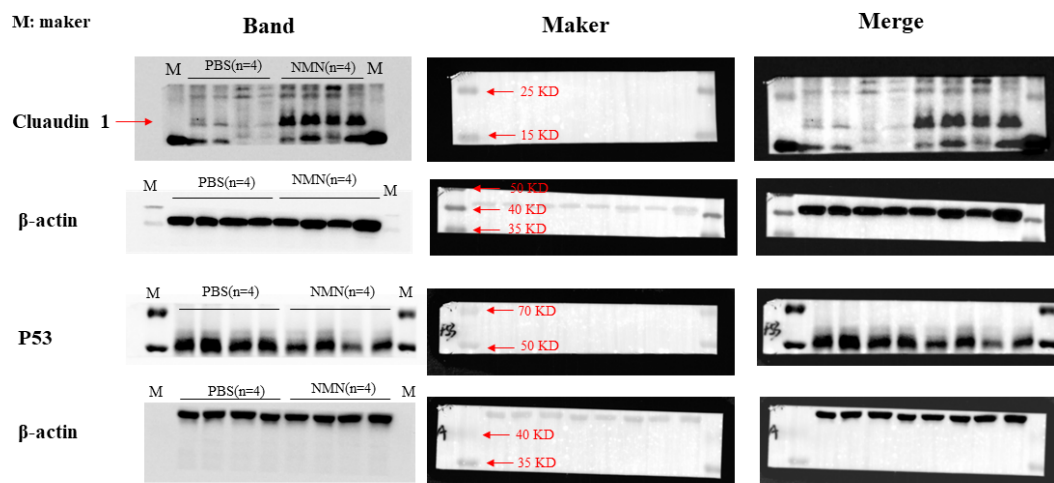 M: maker
Band
Maker
Merge
M PBS(n=4) NMN(n=4) M
Cluaudin 1
25 KD
15 KD
M PBS(n=4) NMN(n=4) M
β-actin
50 KD
40 KD
35 KD
M PBS(n=4) NMN(n=4) M
P53
70 KD
50 KD
M PBS(n=4) NMN(n=4) M
β-actin
40 KD
35 KD